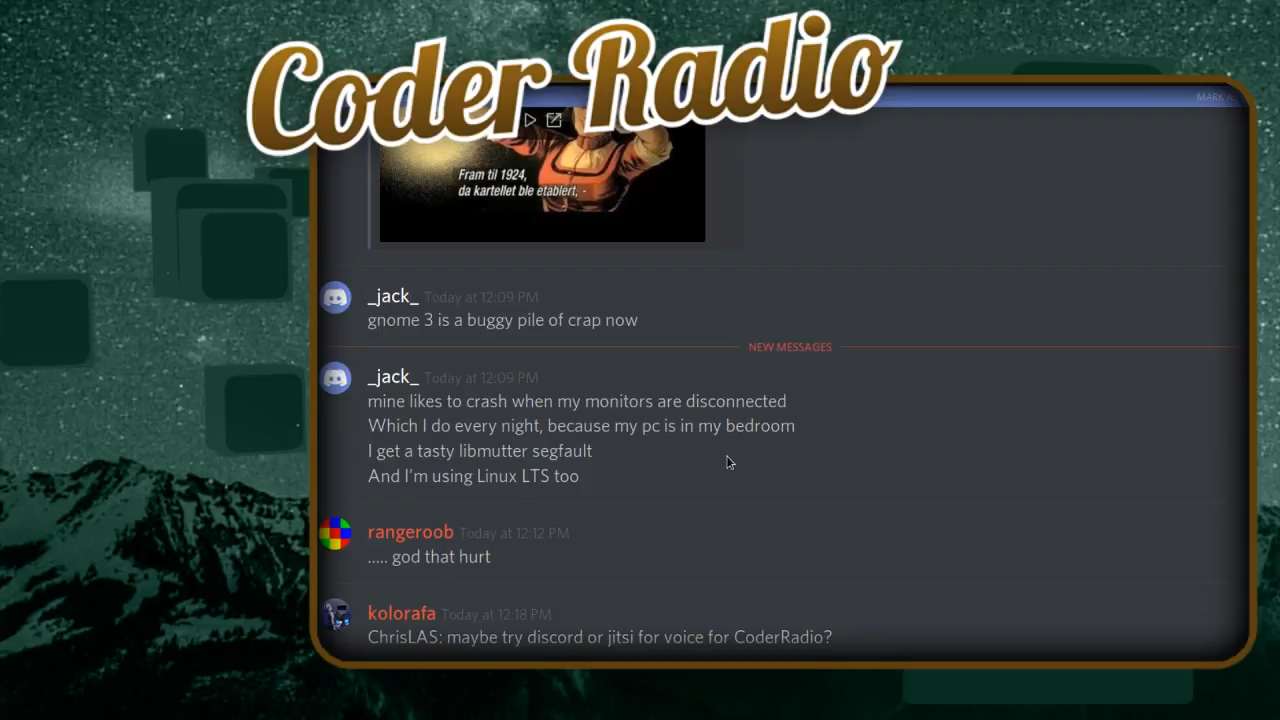 Coder Radio
MARK A
Fram til 1924,
da kartellet ble etablert, -
_jack_ Today at 12:09 PM
gnome 3 is a buggy pile of crap now
NEW MESSAGES
_jack_ Today at 12:09 PM
mine likes to crash when my monitors are disconnected
Which I do every night, because my pc is in my bedroom
I get a tasty libmutter segfault
And I'm using Linux LTS too
rangeroob Today at 12:12 PM
..... god that hurt
kolorafa Today at 12:18 PM
ChrisLAS: maybe try discord or jitsi for voice for CoderRadio?